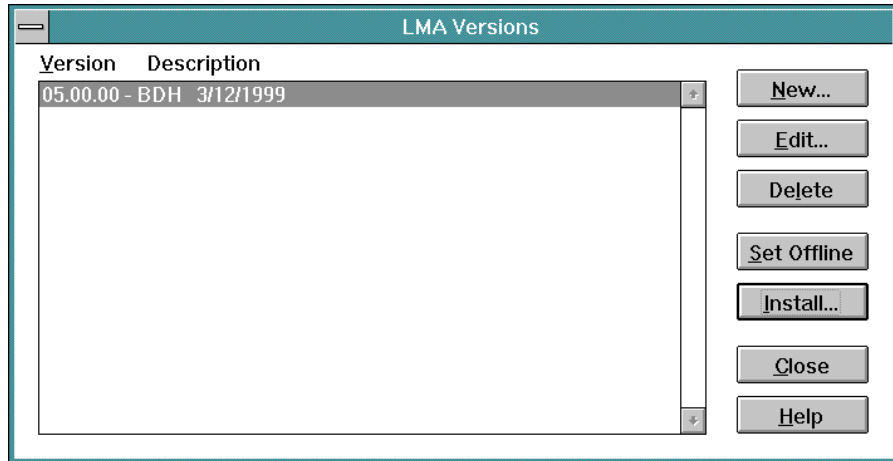 LMA Versions
Version Description
05.00.00 - BDH 3/12/1999
New...
Edit...
Delete
Set Offline
Install...
Close
Help